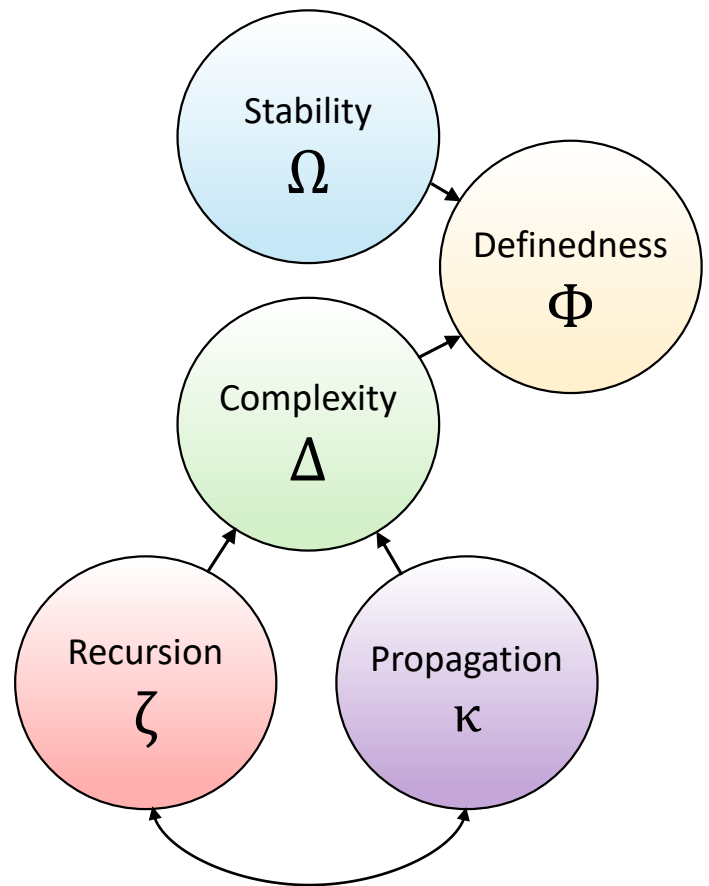 Stability
Ω
Definedness
Φ
Complexity
Δ
Recursion
ζ
Propagation
κ